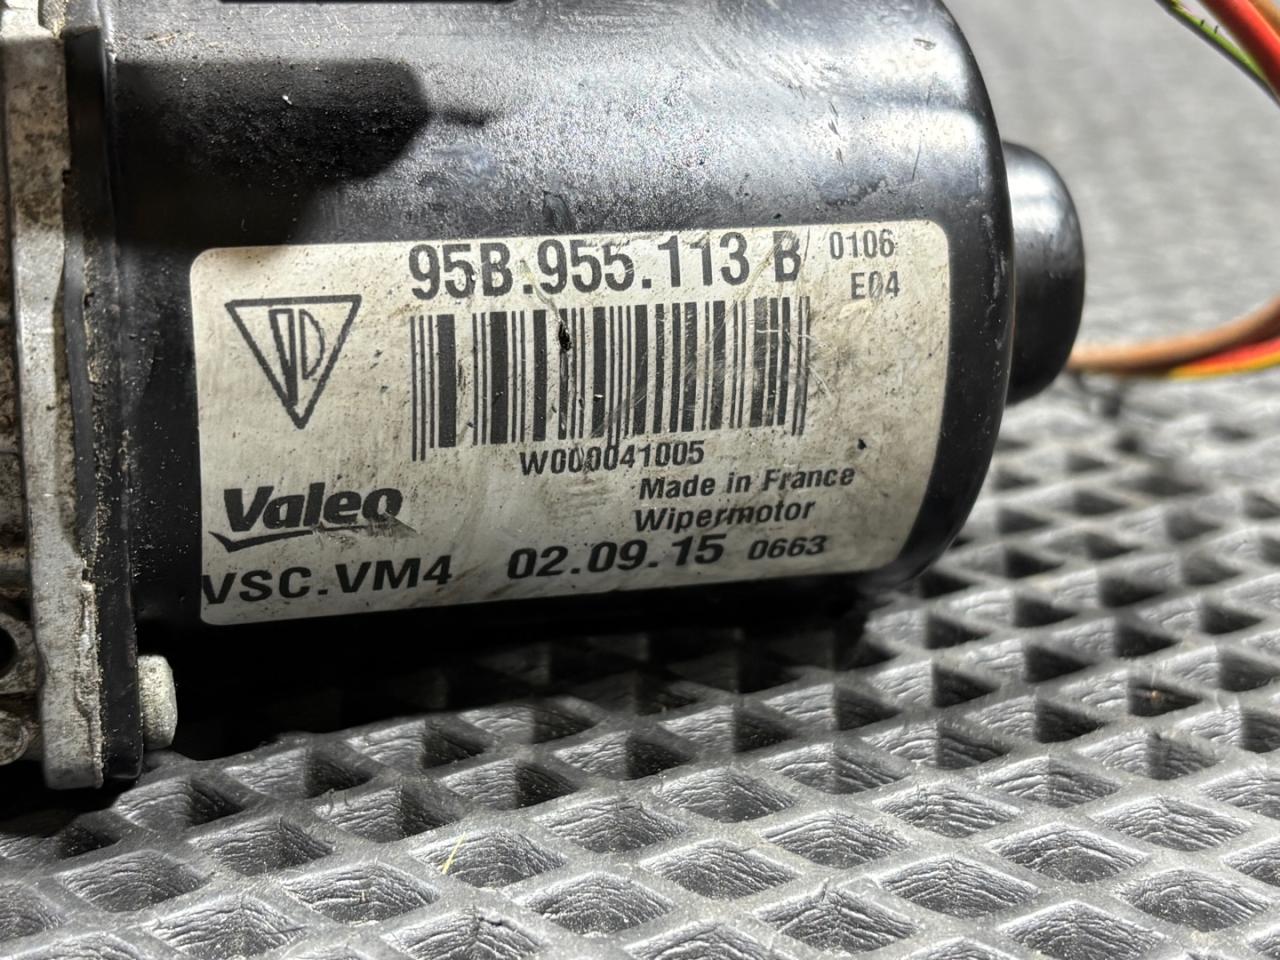 95B.955.113 B 0106
E04
W000041005
Made in France
Valeo
Wipermotor
VSC.VM4 02.09.15 0663